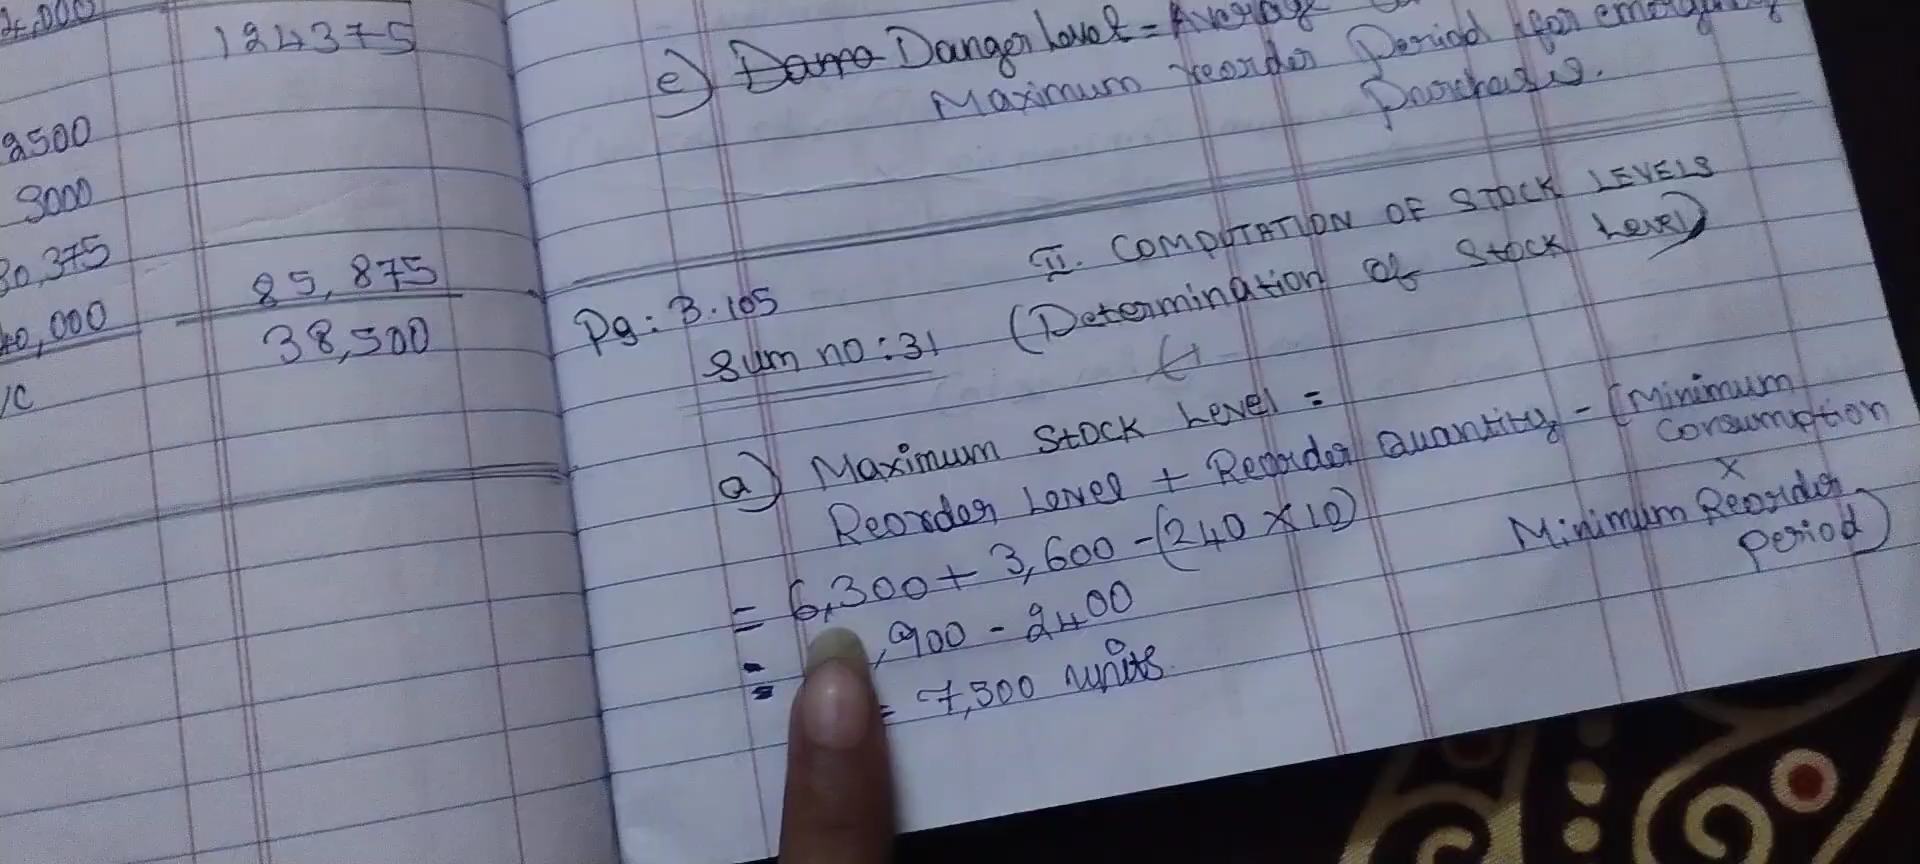 124375
2500
3000
30,375
85,875
38,500
e) Dama Danger Level = Average
Maximum reorder Period for emergency
purchases.
II. COMPUTATION OF STOCK LEVELS
(Determination of Stock Level)
Pg: 3.105
Sum no: 31
a) Maximum Stock Level =
Reorder Level + Reorder Quantity - (Minimum
Consumption
×
Minimum Reorder
Period)
= 6,300 + 3,600 - (240 × 10)
= ,900 - 2400
= 7,500 units